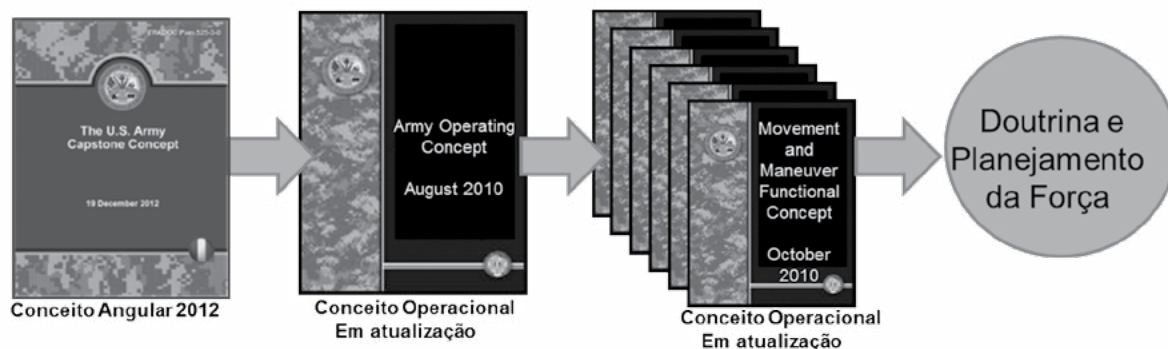 TRADOC Pam 525-3-0
The U.S. Army
Capstone Concept
19 December 2012
Conceito Angular 2012
Army Operating
Concept
August 2010
Conceito Operacional
Em atualização
Movement
and
Maneuver
Functional
Concept
October
2010
Conceito Operacional
Em atualização
Doutrina e
Planejamento
da Força